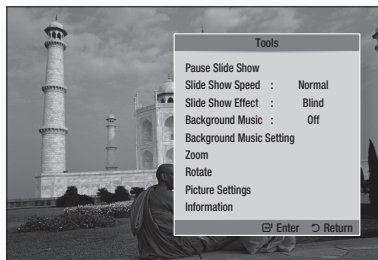 Tools
Pause Slide Show
Slide Show Speed : Normal
Slide Show Effect : Blind
Background Music : Off
Background Music Setting
Zoom
Rotate
Picture Settings
Information
Enter Return